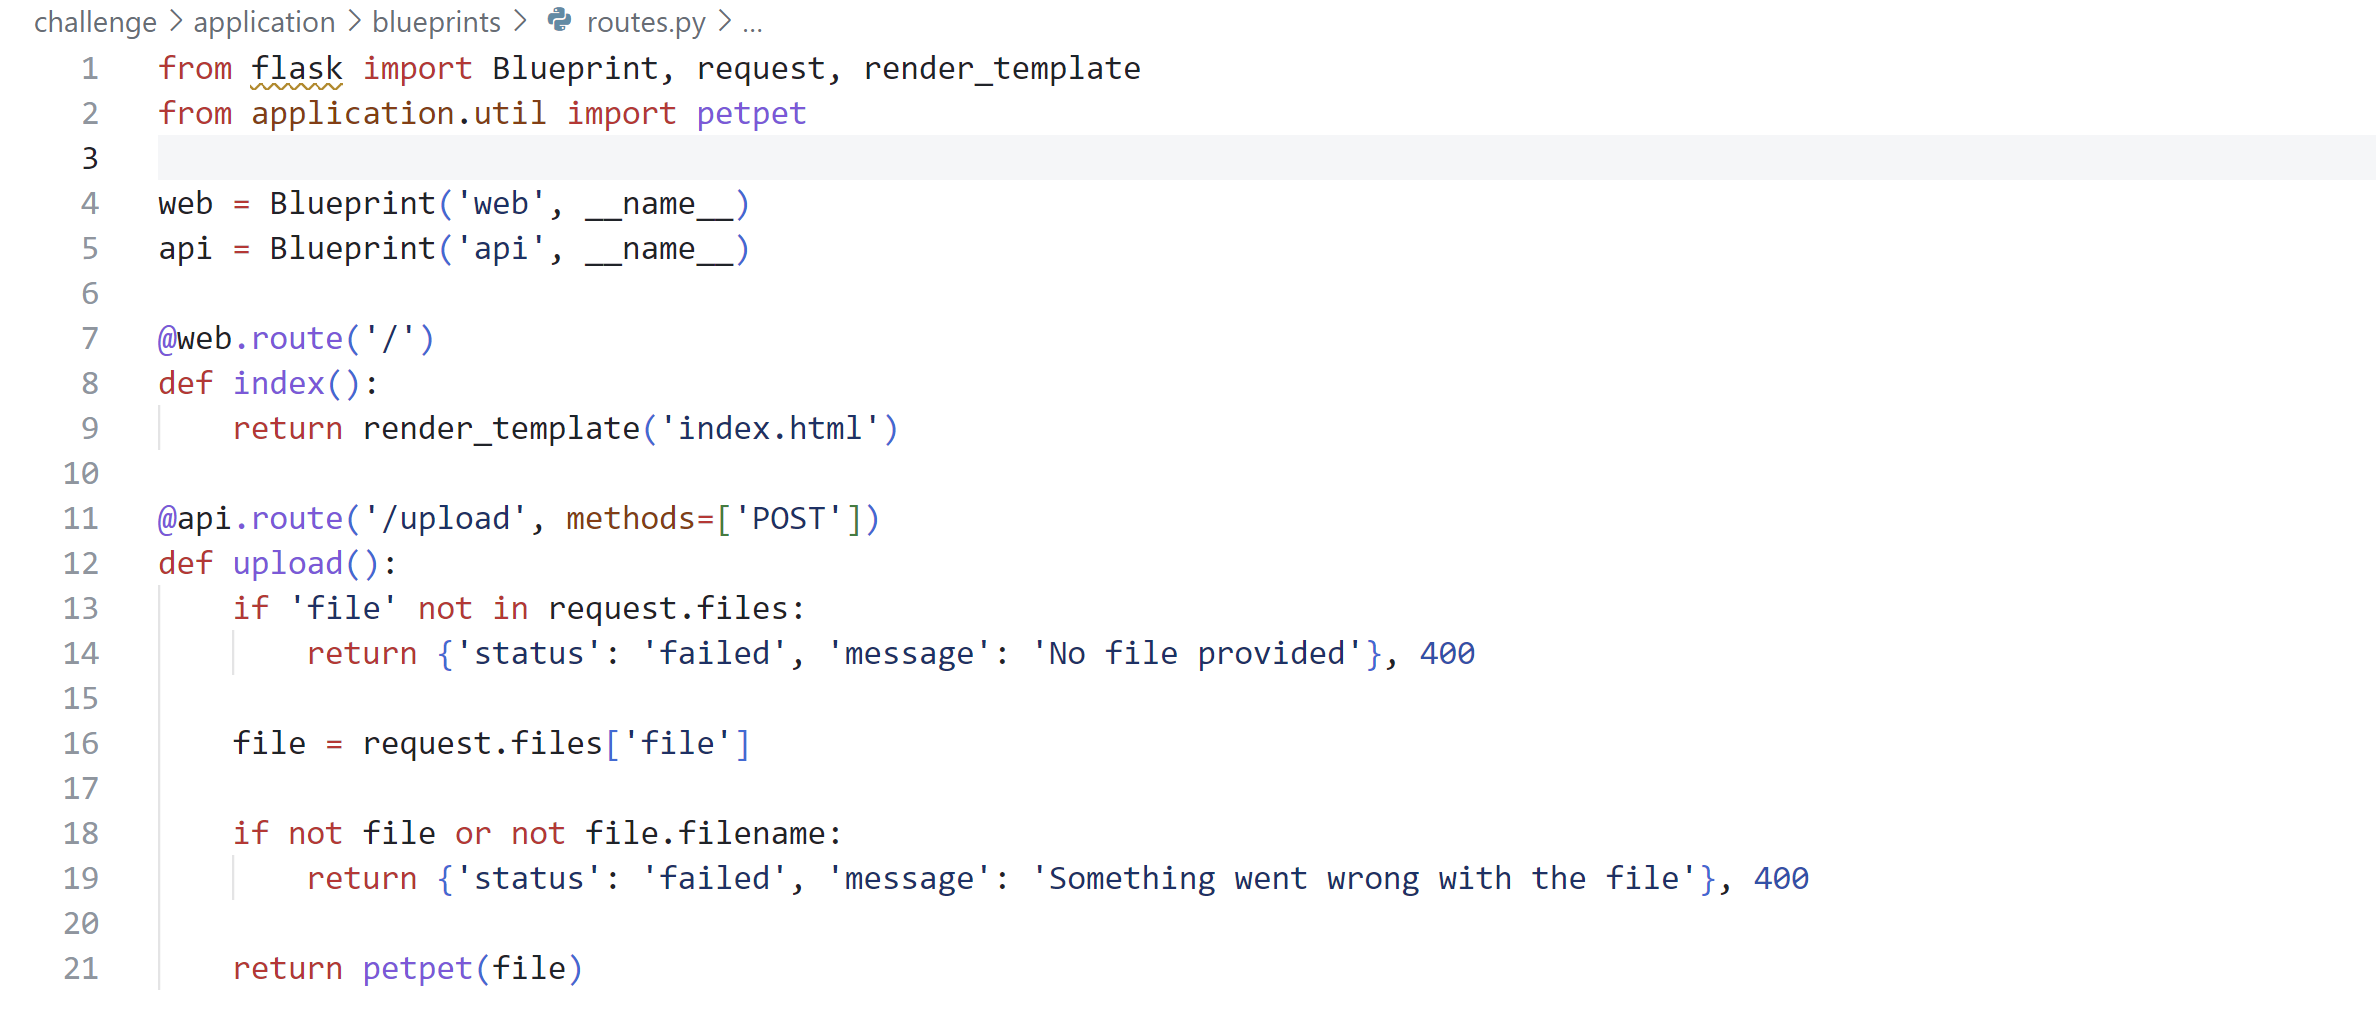 challenge > application > blueprints > routes.py > ...
1 from flask import Blueprint, request, render_template
2 from application.util import petpet
3
4 web = Blueprint('web', __name__)
5 api = Blueprint('api', __name__)
6
7 @web.route('/')
8 def index():
9     return render_template('index.html')
10
11 @api.route('/upload', methods=['POST'])
12 def upload():
13     if 'file' not in request.files:
14         return {'status': 'failed', 'message': 'No file provided'}, 400
15
16     file = request.files['file']
17
18     if not file or not file.filename:
19         return {'status': 'failed', 'message': 'Something went wrong with the file'}, 400
20
21     return petpet(file)